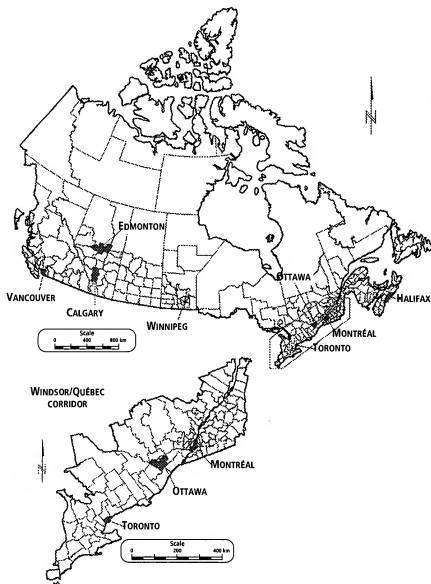 N
EDMONTON
OTTAWA
VANCOUVER
HALIFAX
CALGARY
WINNIPEG
MONTRÉAL
TORONTO
Scale
0 400 800 km
WINDSOR/QUÉBEC
CORRIDOR
N
MONTRÉAL
OTTAWA
TORONTO
Scale
0 200 400 km